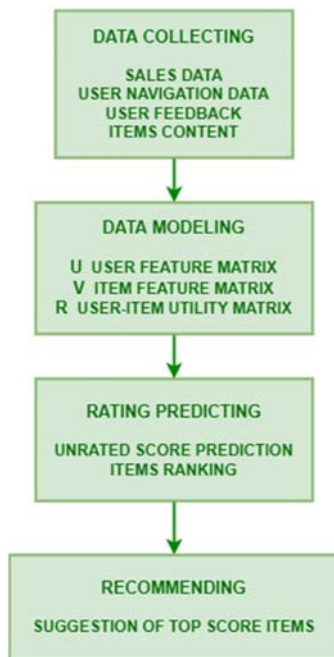 DATA COLLECTING
SALES DATA
USER NAVIGATION DATA
USER FEEDBACK
ITEMS CONTENT
DATA MODELING
U USER FEATURE MATRIX
V ITEM FEATURE MATRIX
R USER-ITEM UTILITY MATRIX
RATING PREDICTING
UNRATED SCORE PREDICTION
ITEMS RANKING
RECOMMENDING
SUGGESTION OF TOP SCORE ITEMS